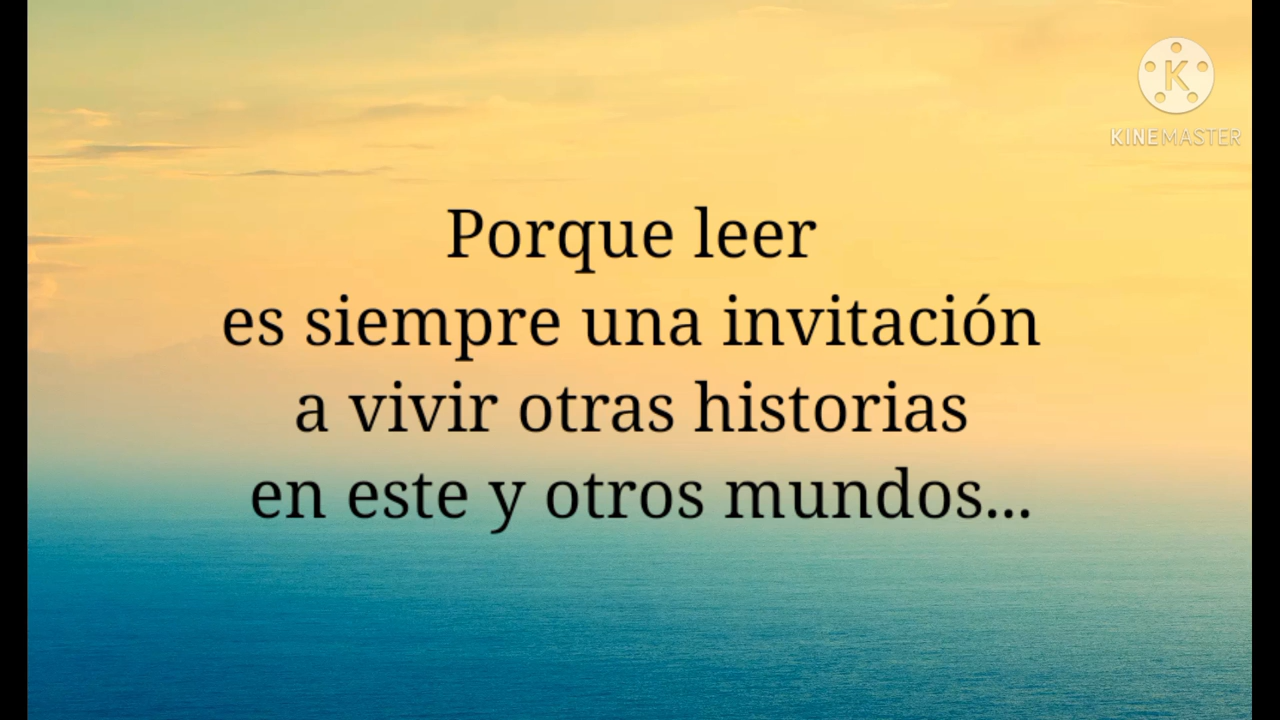 K
KINEMASTER
Porque leer
es siempre una invitación
a vivir otras historias
en este y otros mundos...